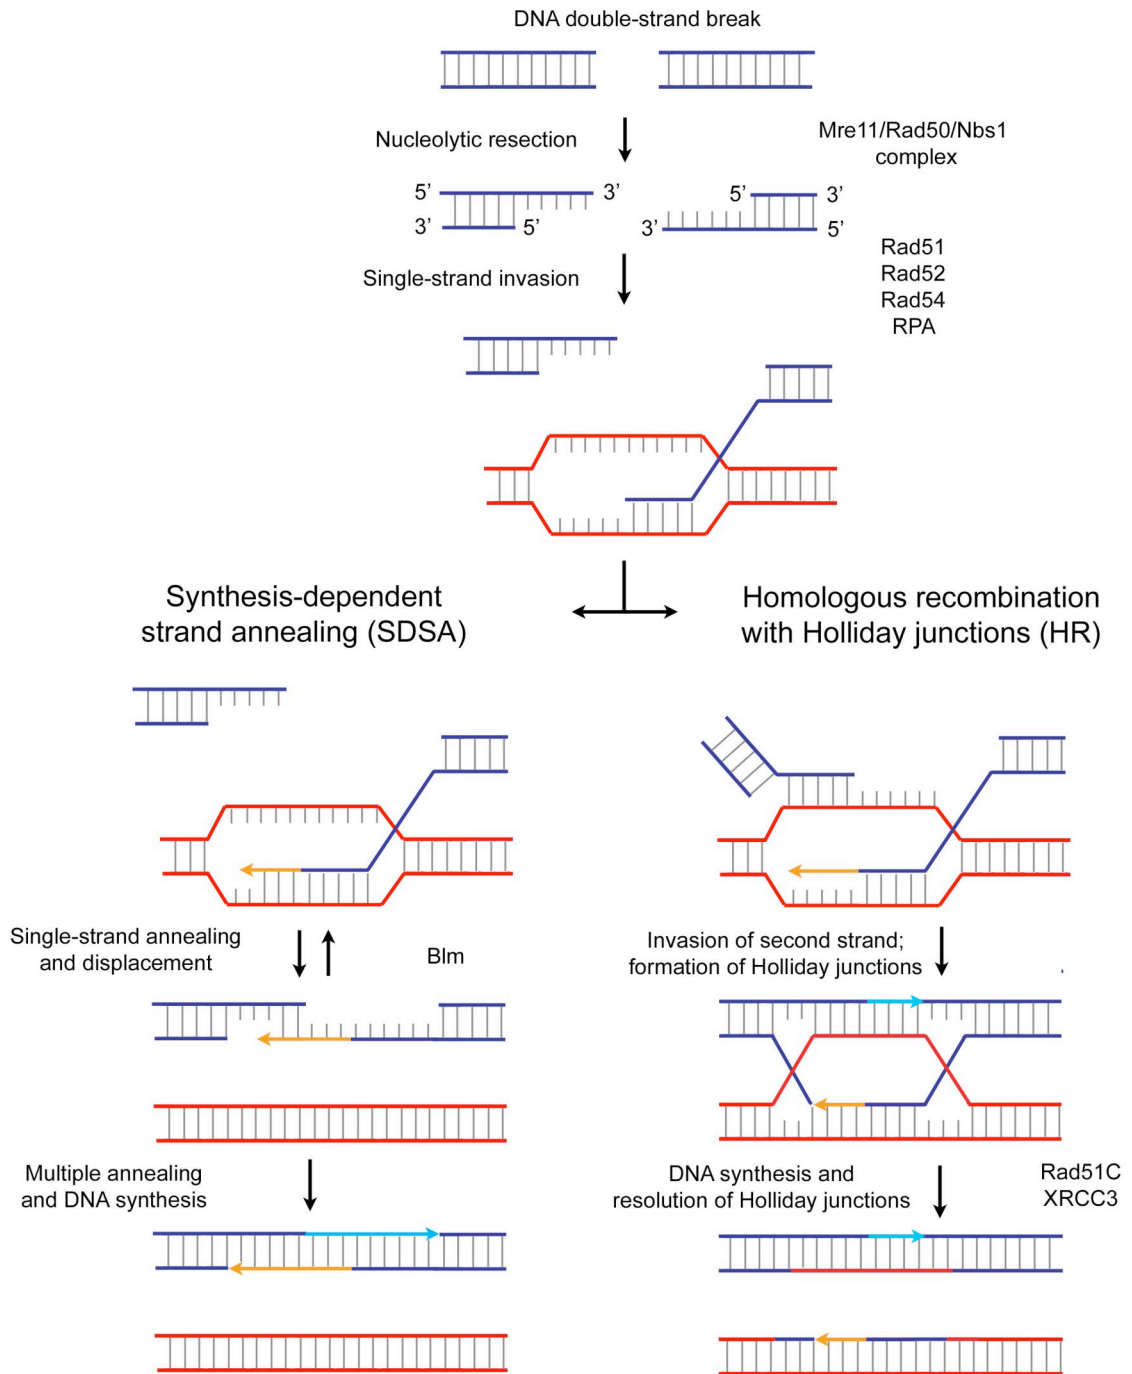 DNA double-strand break
Nucleolytic resection
Mre11/Rad50/Nbs1
complex
5’ 3’ 5’ 3’
3’ 5’ 3’ 5’
Single-strand invasion
Rad51
Rad52
Rad54
RPA
Synthesis-dependent
strand annealing (SDSA)
Homologous recombination
with Holliday junctions (HR)
Single-strand annealing
and displacement
Blm
Invasion of second strand;
formation of Holliday junctions
Multiple annealing
and DNA synthesis
DNA synthesis and
resolution of Holliday junctions
Rad51C
XRCC3